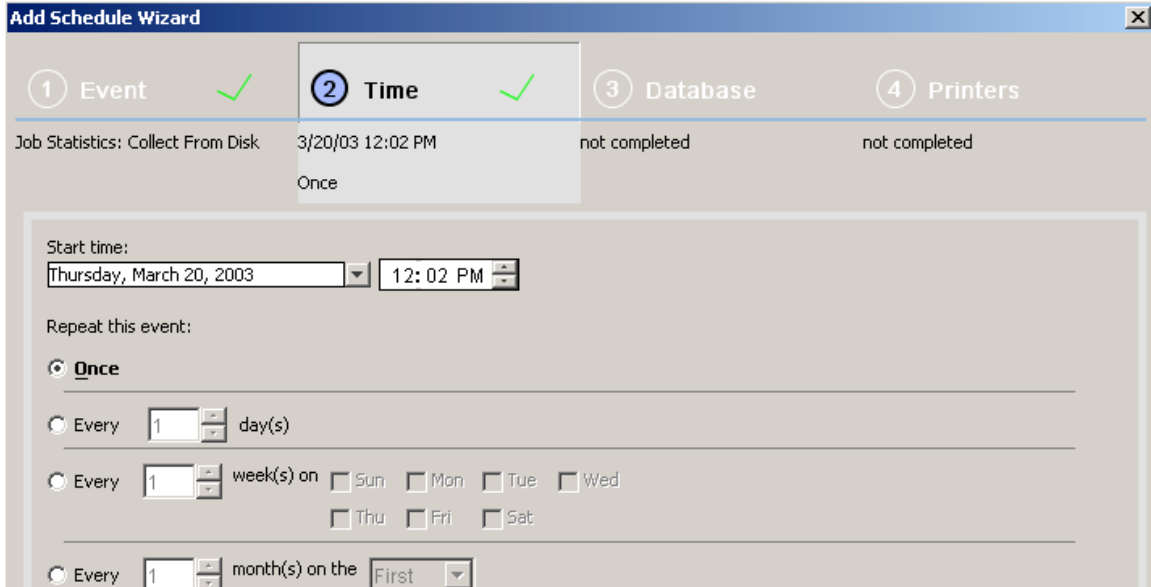 Add Schedule Wizard
1 Event 2 Time 3 Database 4 Printers
Job Statistics: Collect From Disk 3/20/03 12:02 PM not completed not completed
Once
Start time:
Thursday, March 20, 2003 12:02 PM
Repeat this event:
Once
Every 1 day(s)
Every 1 week(s) on Sun Mon Tue Wed
Thu Fri Sat
Every 1 month(s) on the First